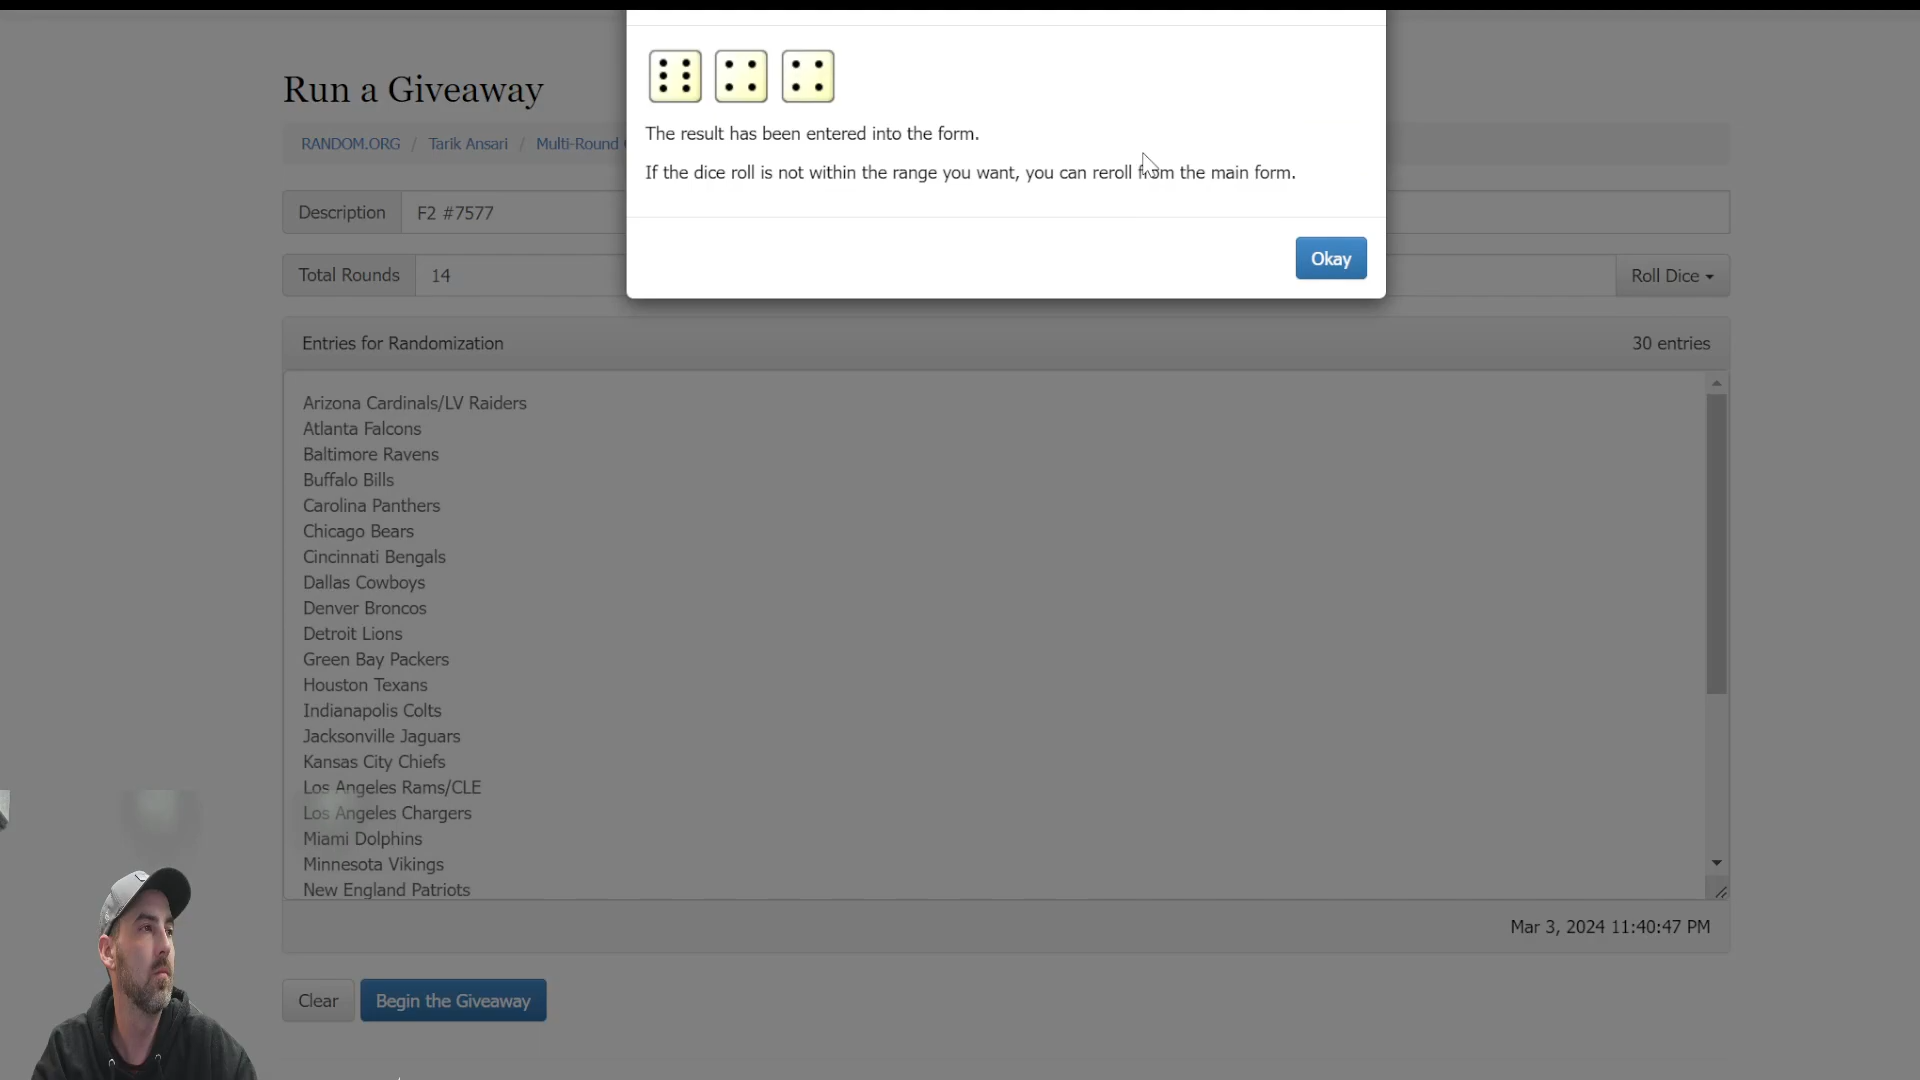 Run a Giveaway
RANDOM.ORG / Tarik Ansari / Multi-Round
The result has been entered into the form.
If the dice roll is not within the range you want, you can reroll from the main form.
Okay
Description F2 #7577
Total Rounds 14 Roll Dice
Entries for Randomization 30 entries
Arizona Cardinals/LV Raiders
Atlanta Falcons
Baltimore Ravens
Buffalo Bills
Carolina Panthers
Chicago Bears
Cincinnati Bengals
Dallas Cowboys
Denver Broncos
Detroit Lions
Green Bay Packers
Houston Texans
Indianapolis Colts
Jacksonville Jaguars
Kansas City Chiefs
Los Angeles Rams/CLE
Los Angeles Chargers
Miami Dolphins
Minnesota Vikings
New England Patriots
Mar 3, 2024 11:40:47 PM
Clear Begin the Giveaway